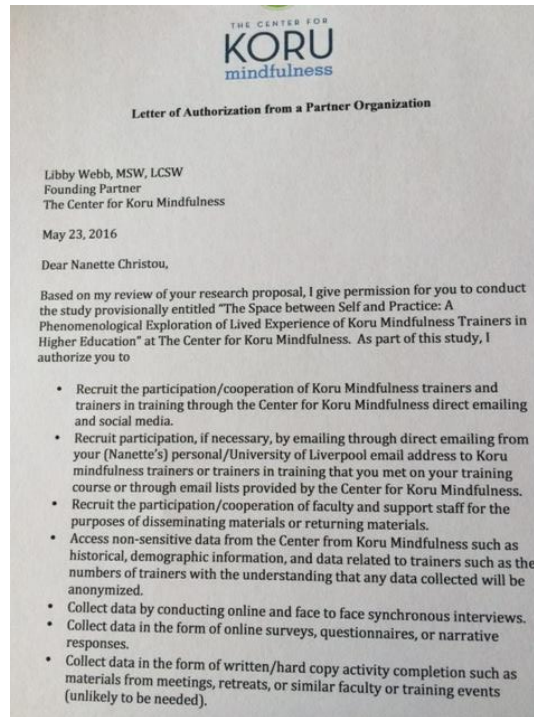 THE CENTER FOR
KORU
mindfulness
Letter of Authorization from a Partner Organization
Libby Webb, MSW, LCSW
Founding Partner
The Center for Koru Mindfulness
May 23, 2016
Dear Nanette Christou,
Based on my review of your research proposal, I give permission for you to conduct
the study provisionally entitled "The Space between Self and Practice: A
Phenomenological Exploration of Lived Experience of Koru Mindfulness Trainers in
Higher Education" at The Center for Koru Mindfulness. As part of this study, I
authorize you to
• Recruit the participation/cooperation of Koru Mindfulness trainers and
trainers in training through the Center for Koru Mindfulness direct emailing
and social media.
• Recruit participation, if necessary, by emailing through direct emailing from
your (Nanette's) personal/University of Liverpool email address to Koru
mindfulness trainers or trainers in training that you met on your training
course or through email lists provided by the Center for Koru Mindfulness.
• Recruit the participation/cooperation of faculty and support staff for the
purposes of disseminating materials or returning materials.
• Access non-sensitive data from the Center from Koru Mindfulness such as
historical, demographic information, and data related to trainers such as the
numbers of trainers with the understanding that any data collected will be
anonymized.
• Collect data by conducting online and face to face synchronous interviews.
• Collect data in the form of online surveys, questionnaires, or narrative
responses.
• Collect data in the form of written/hard copy activity completion such as
materials from meetings, retreats, or similar faculty or training events
(unlikely to be needed).